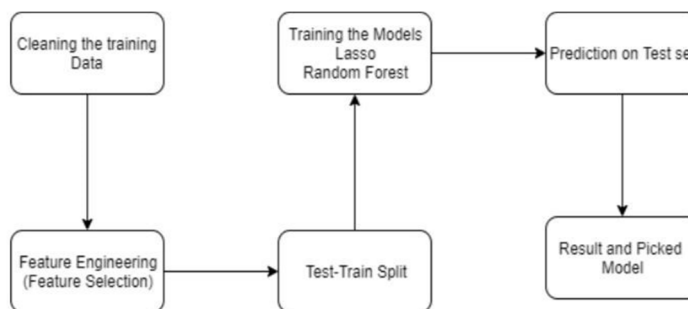 Cleaning the training
Data
Feature Engineering
(Feature Selection)
Test-Train Split
Training the Models
Lasso
Random Forest
Prediction on Test se
Result and Picked
Model